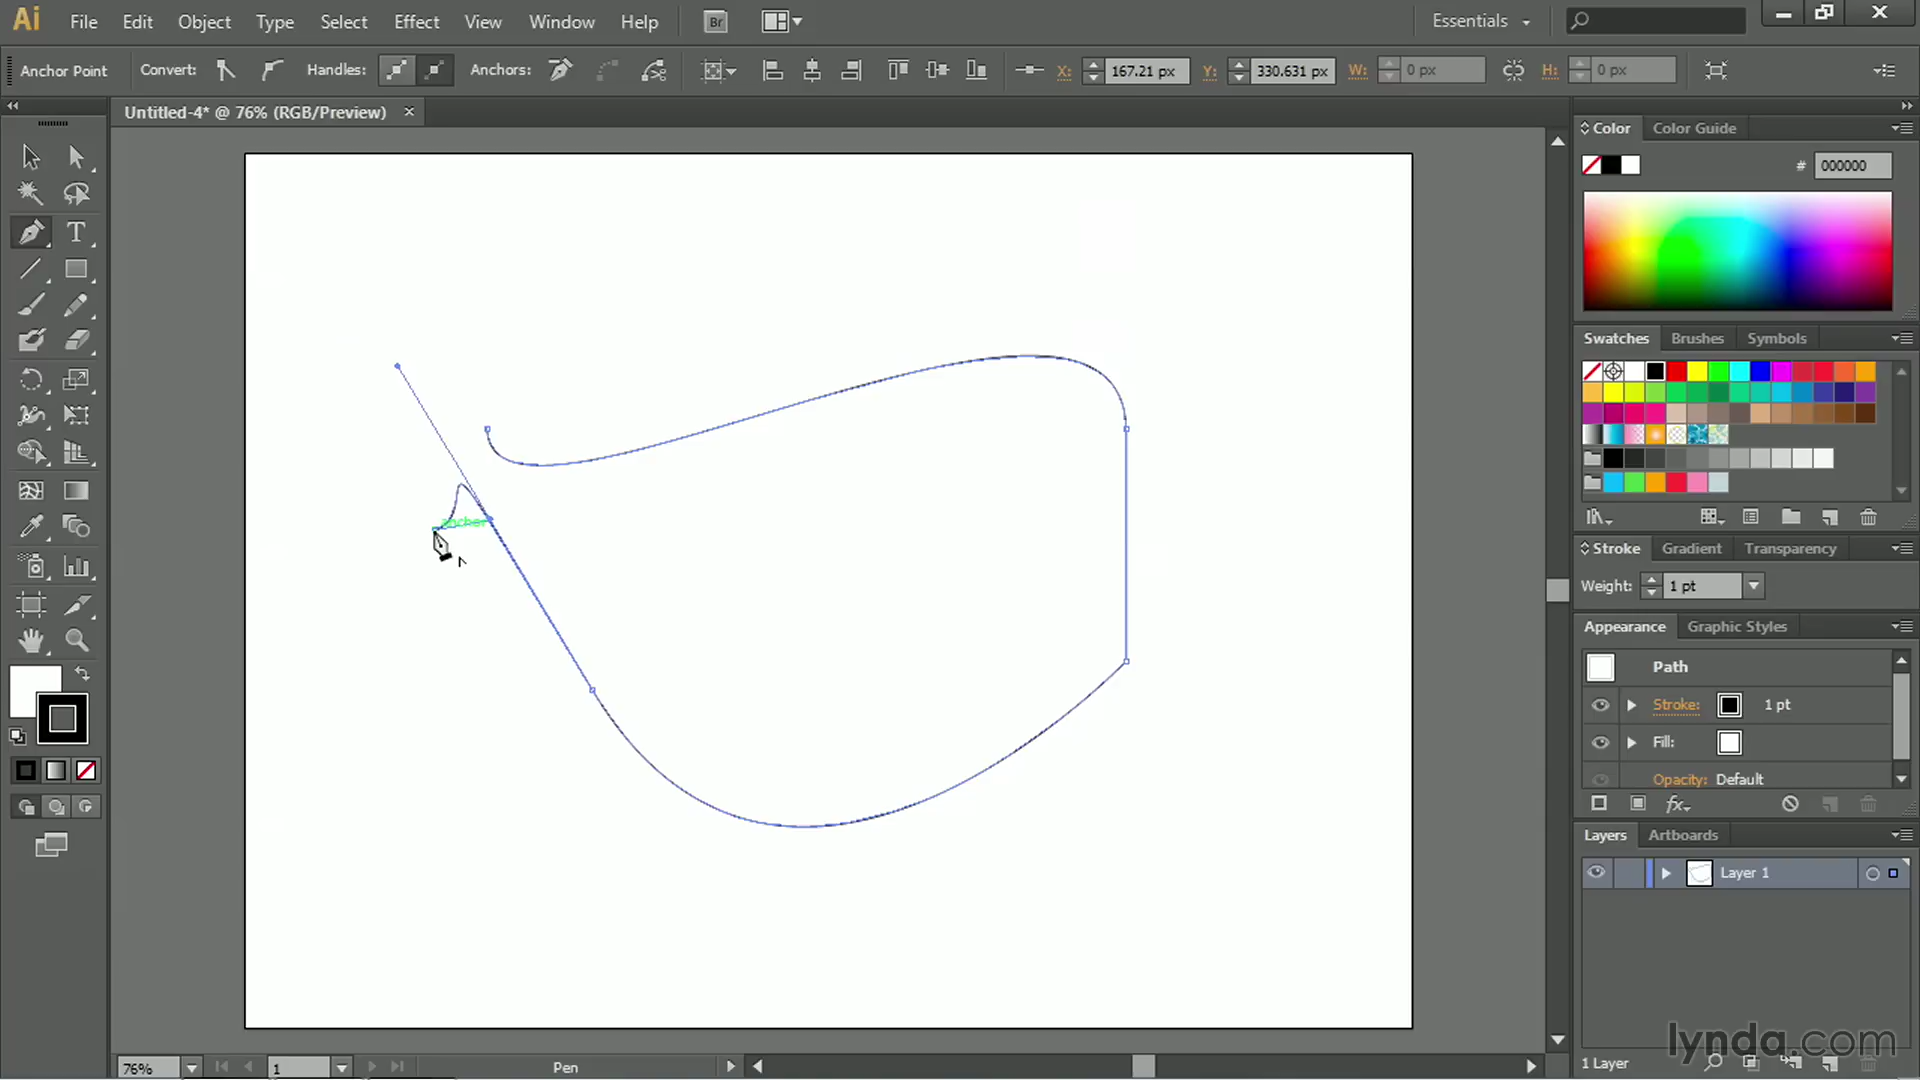 Ai File Edit Object Type Select Effect View Window Help Br Essentials
Anchor Point Convert: Handles: Anchors: X: 167.21 px Y: 330.631 px W: 0 px H: 0 px
Untitled-4* @ 76% (RGB/Preview) ×
Color Color Guide
# 000000
T
Swatches Brushes Symbols
anchor
Stroke Gradient Transparency
Weight: 1 pt
Appearance Graphic Styles
Path
Stroke: 1 pt
Fill:
Opacity: Default
fx
Layers Artboards
Layer 1
lynda.com
76% 1 Pen 1 Layer